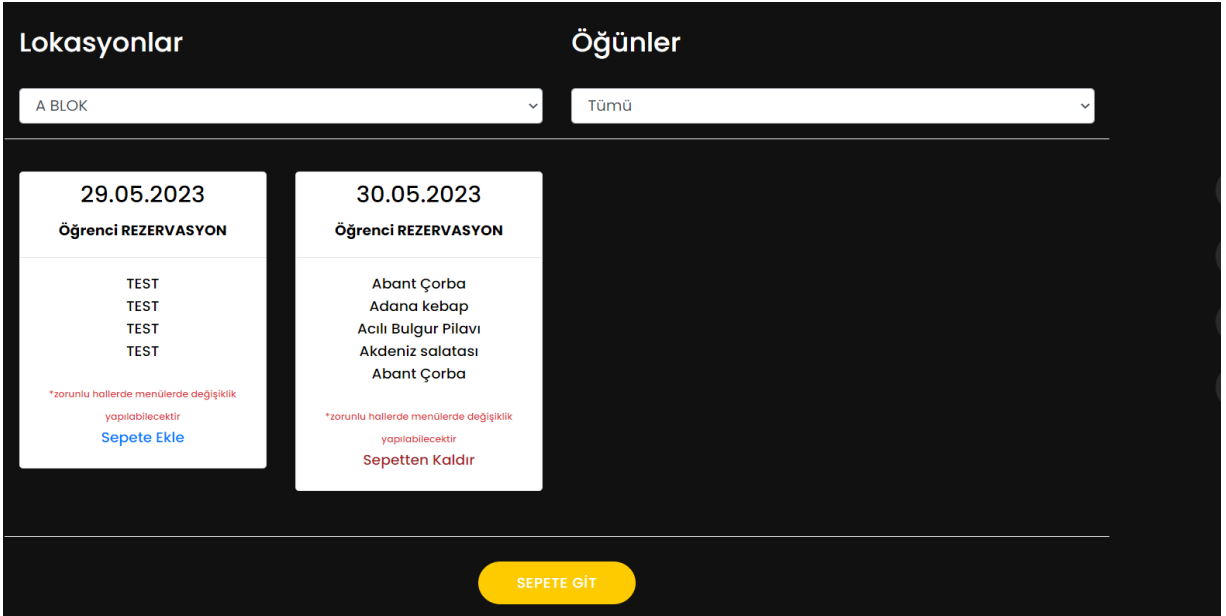 Lokasyonlar
Öğünler
A BLOK
Tümü
29.05.2023
Öğrenci REZERVASYON
TEST
TEST
TEST
TEST
*zorunlu hallerde menülerde değişiklik
yapılabilecektir
Sepete Ekle
30.05.2023
Öğrenci REZERVASYON
Abant Çorba
Adana kebap
Acılı Bulgur Pilavı
Akdeniz salatası
Abant Çorba
*zorunlu hallerde menülerde değişiklik
yapılabilecektir
Sepetten Kaldır
SEPETE GİT